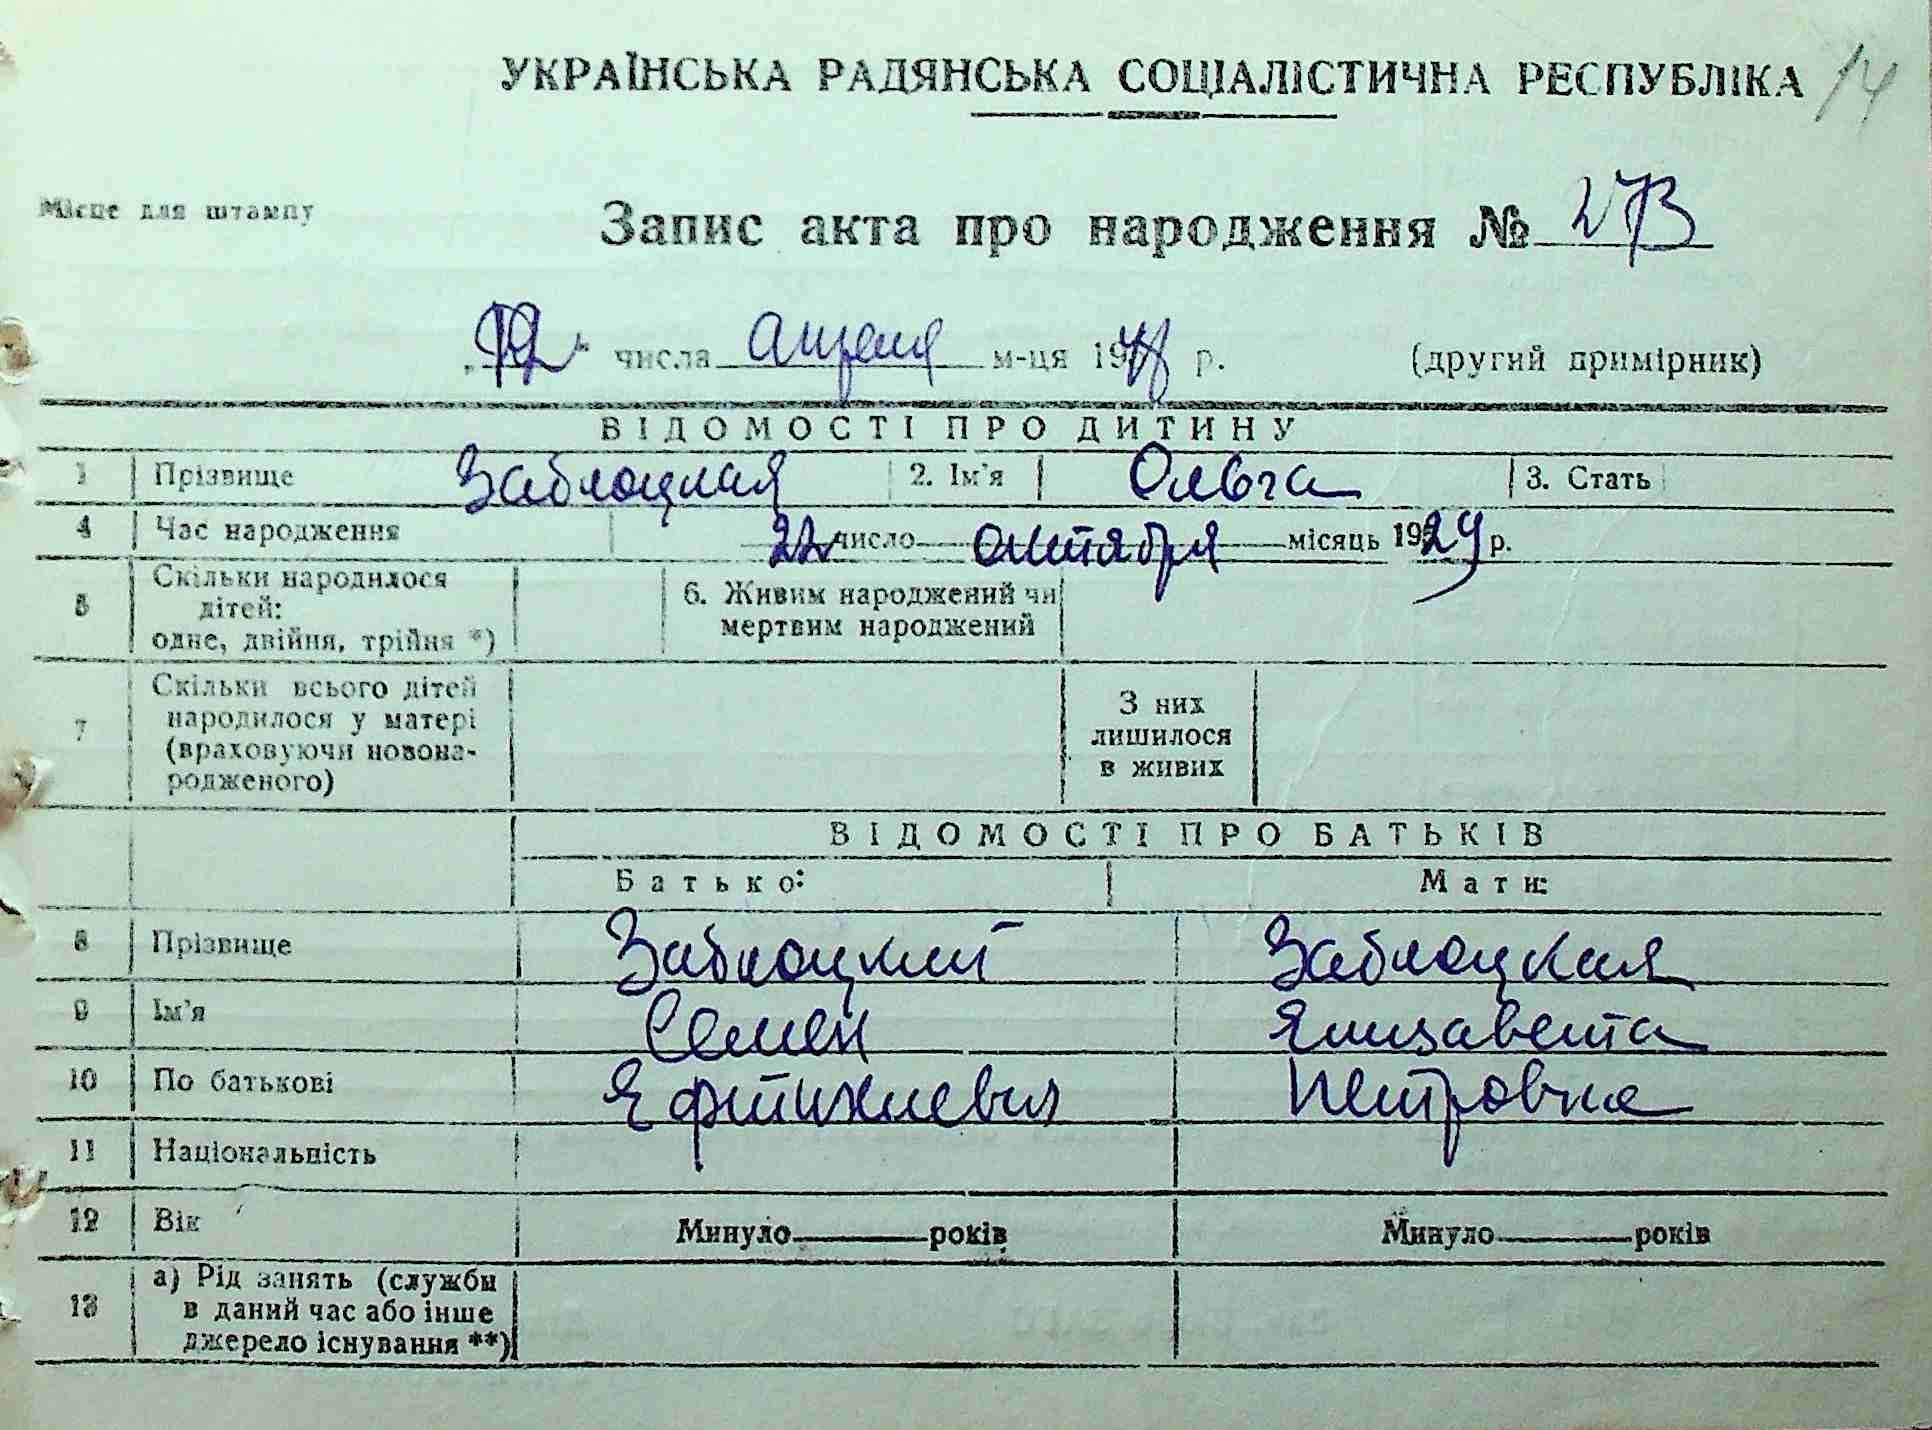 14
УКРАЇНСЬКА РАДЯНСЬКА СОЦІАЛІСТИЧНА РЕСПУБЛІКА
Місце для штампу
Запис акта про народження № 273
" " числа апреля м-ця 19 р. (другий примірник)
ВІДОМОСТІ ПРО ДИТИНУ
1 Прізвище Заблоцкая 2. Ім'я Ольга 3. Стать
4 Час народження 22 число октября місяць 1929 р.
5 Скільки народилося дітей: одне, двійня, трійня *) 6. Живим народжений чи мертвим народжений
7 Скільки всього дітей народилося у матері (враховуючи новона-родженого) З них лишилося в живих
ВІДОМОСТІ ПРО БАТЬКІВ
Батько: Мати:
8 Прізвище Заблоцкий Заблоцкая
9 Ім'я Семен Елизавета
10 По батькові Ефтихиевич Петровна
11 Національність
12 Вік Минуло років Минуло років
13 а) Рід занять (службы в даний час або інше джерело існування **)